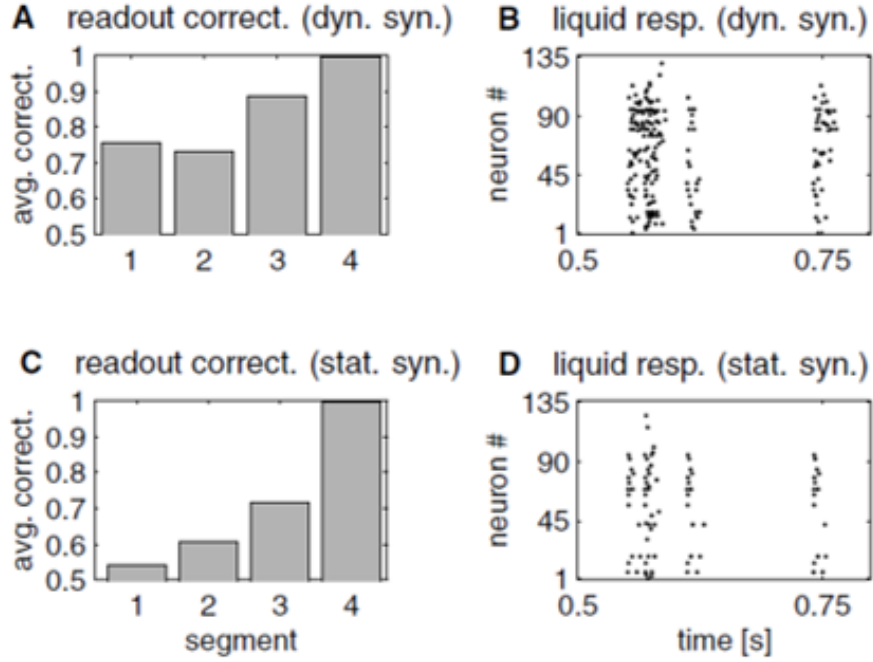 A readout correct. (dyn. syn.)
avg. correct.
1
0.9
0.8
0.7
0.6
0.5
1 2 3 4
B liquid resp. (dyn. syn.)
neuron #
135
90
45
1
0.5 0.75
C readout correct. (stat. syn.)
avg. correct.
1
0.9
0.8
0.7
0.6
0.5
1 2 3 4
segment
D liquid resp. (stat. syn.)
neuron #
135
90
45
1
0.5 0.75
time [s]